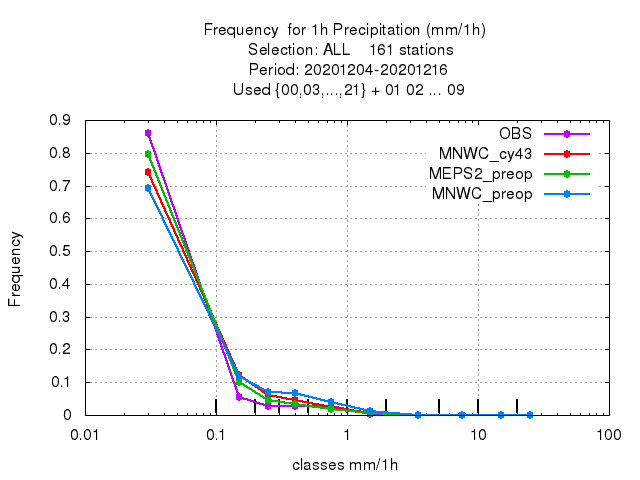 Frequency  for 1h Precipitation (mm/1h)
Selection: ALL    161 stations
Period: 20201204-20201216
Used {00,03,...,21} + 01 02 ... 09
OBS
MNWC_cy43
MEPS2_preop
MNWC_preop
Frequency
0.9
0.8
0.7
0.6
0.5
0.4
0.3
0.2
0.1
0
0.01 0.1 1 10 100
classes mm/1h